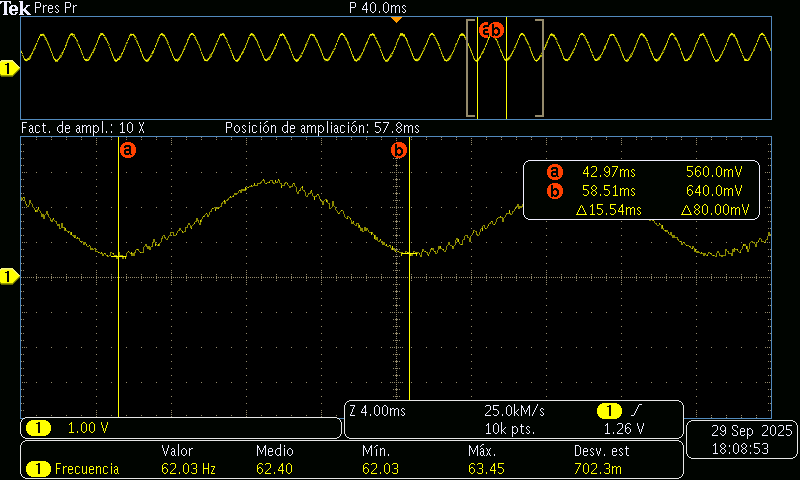 Tek Pres Pr P 40.0ms
a b
1
Fact. de ampl.: 10 X Posición de ampliación: 57.8ms
a b
a 42.97ms 560.0mV
b 58.51ms 640.0mV
Δ15.54ms Δ80.00mV
1
1 1.00 V
Z 4.00ms 25.0kM/s 1
10k pts. 1.26 V
29 Sep 2025
18:08:53
Valor Medio Mín. Máx. Desv. est
1 Frecuencia 62.03 Hz 62.40 62.03 63.45 702.3m